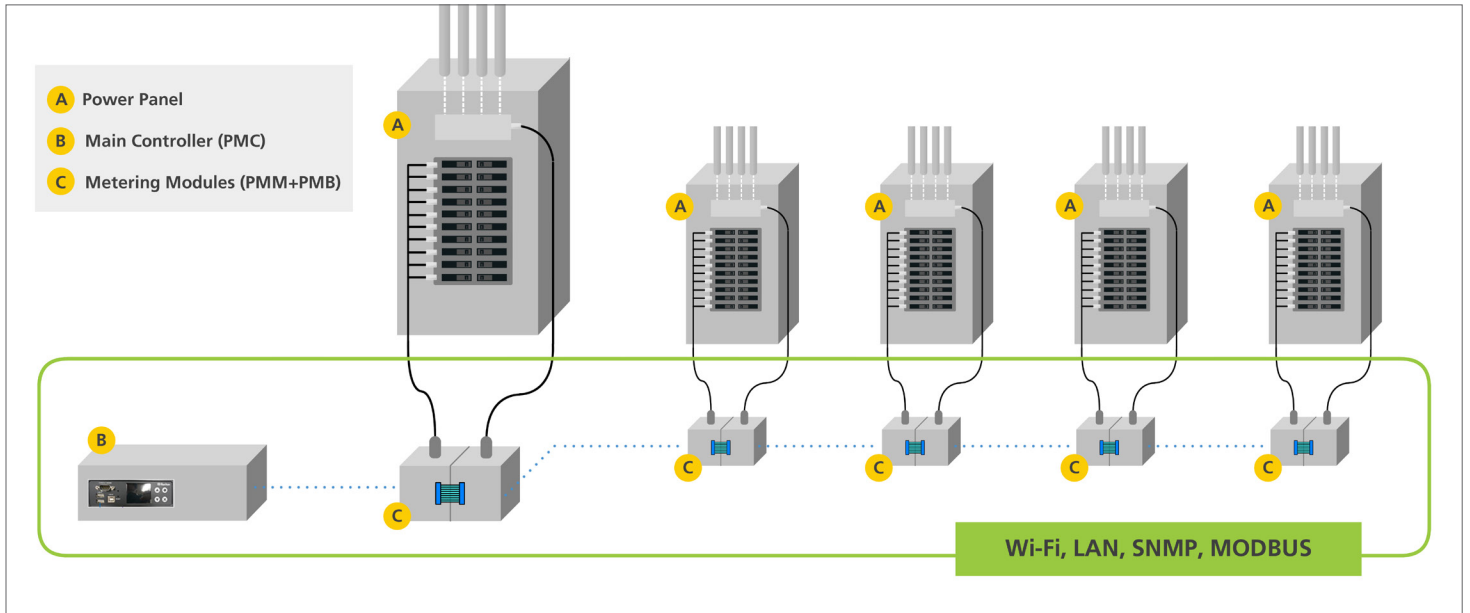 A Power Panel
B Main Controller (PMC)
C Metering Modules (PMM+PMB)
A
A
A
A
A
B
C
C
C
C
C
Wi-Fi, LAN, SNMP, MODBUS